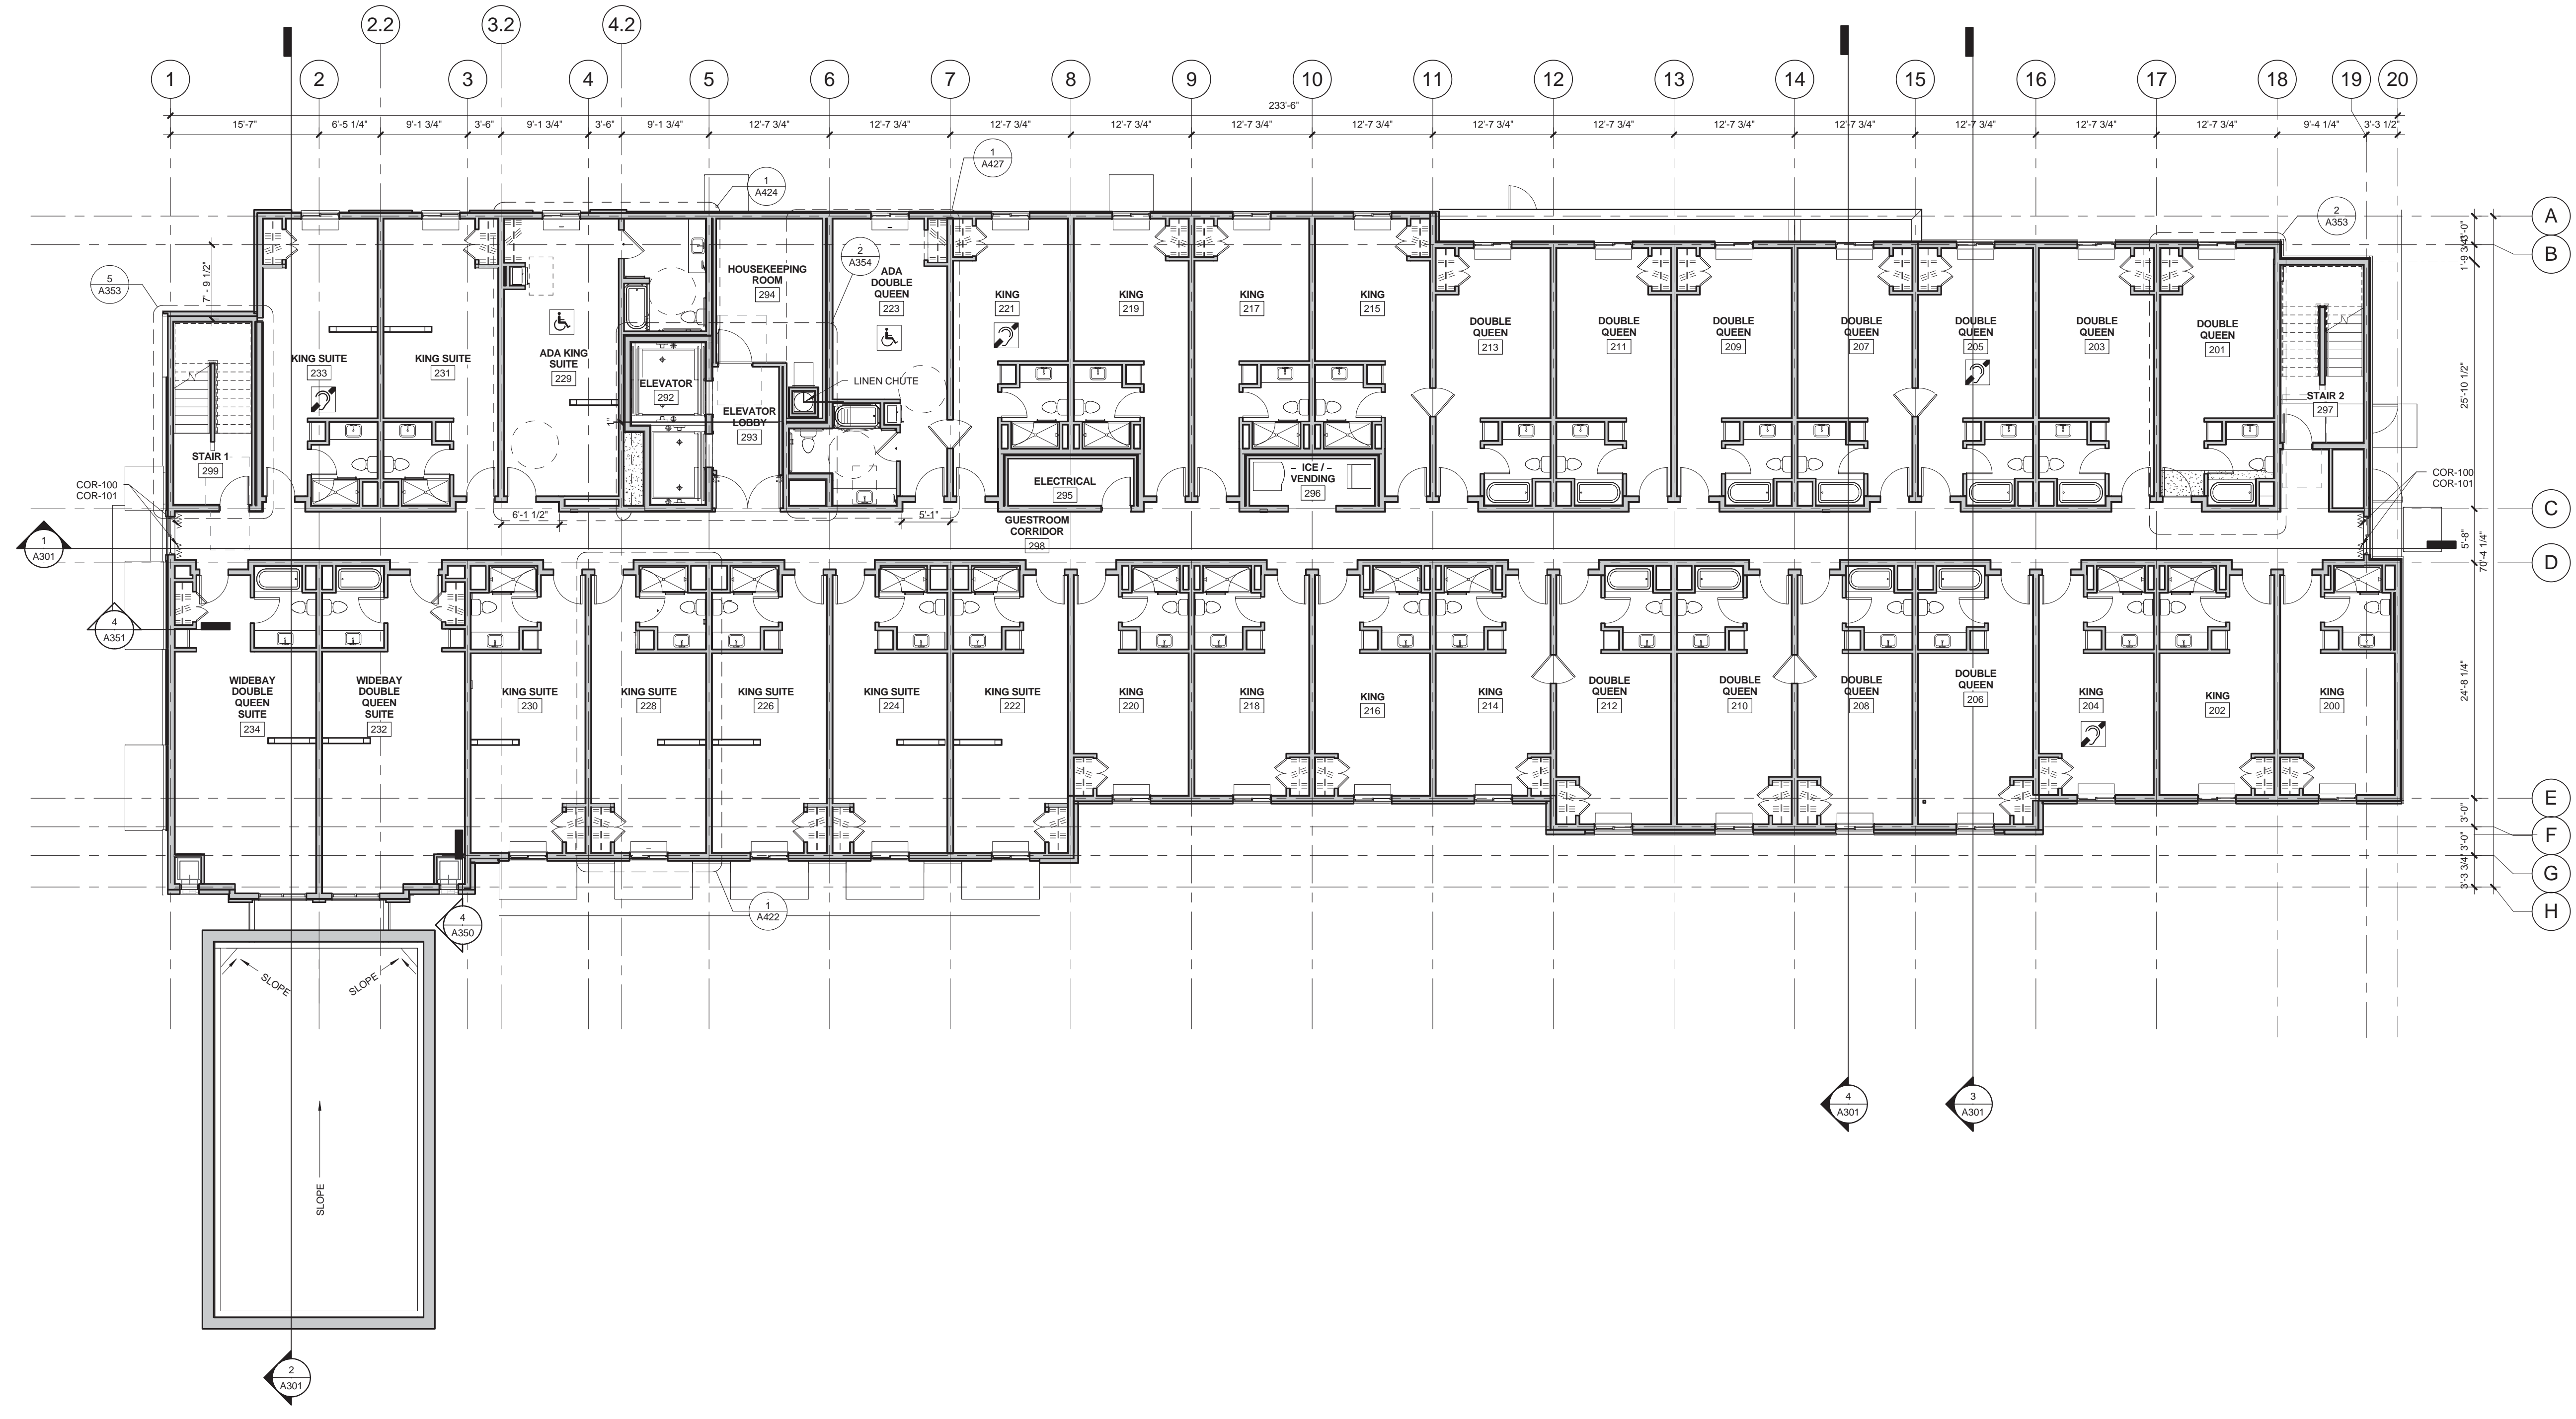 2.2 3.2 4.2
1 2 3 4 5 6 7 8 9 10 11 12 13 14 15 16 17 18 19 20
233'-6"
15'-7" 6'-5 1/4" 9'-1 3/4" 3'-6" 9'-1 3/4" 3'-6" 9'-1 3/4" 12'-7 3/4" 12'-7 3/4" 12'-7 3/4" 12'-7 3/4" 12'-7 3/4" 12'-7 3/4" 12'-7 3/4" 12'-7 3/4" 12'-7 3/4" 12'-7 3/4" 12'-7 3/4" 12'-7 3/4" 12'-7 3/4" 9'-4 1/4" 3'-3 1/2"
1
A427
1
A424
2
A353
A
B
3'-0"
1'-9 3/4"
5
A353
7' - 9 1/2"
2
A354
HOUSEKEEPING
ROOM
294
ADA
DOUBLE
QUEEN
223
KING
221
KING
219
KING
217
KING
215
DOUBLE
QUEEN
213
DOUBLE
QUEEN
211
DOUBLE
QUEEN
209
DOUBLE
QUEEN
207
DOUBLE
QUEEN
205
DOUBLE
QUEEN
203
DOUBLE
QUEEN
201
KING SUITE
233
KING SUITE
231
ADA KING
SUITE
229
ELEVATOR
292
LINEN CHUTE
ELEVATOR
LOBBY
293
1"
25'-10 1/2"
STAIR 2
297
STAIR 1
299
COR-100
COR-101
ELECTRICAL
295
– ICE / –
VENDING
296
COR-100
COR-101
6'-1 1/2"
5'-1"
GUESTROOM
CORRIDOR
298
C
5'-8"
70'-4 1/4"
D
1
A301
4
A351
WIDEBAY
DOUBLE
QUEEN
SUITE
234
WIDEBAY
DOUBLE
QUEEN
SUITE
232
KING SUITE
230
KING SUITE
228
KING SUITE
226
KING SUITE
224
KING SUITE
222
KING
220
KING
218
KING
216
KING
214
DOUBLE
QUEEN
212
DOUBLE
QUEEN
210
DOUBLE
QUEEN
208
DOUBLE
QUEEN
206
KING
204
KING
202
KING
200
24'-8 1/4"
E
3'-0"
F
3'-0"
G
3'-3 3/4"
H
4
A350
1
A422
SLOPE
SLOPE
SLOPE
4
A301
3
A301
2
A301